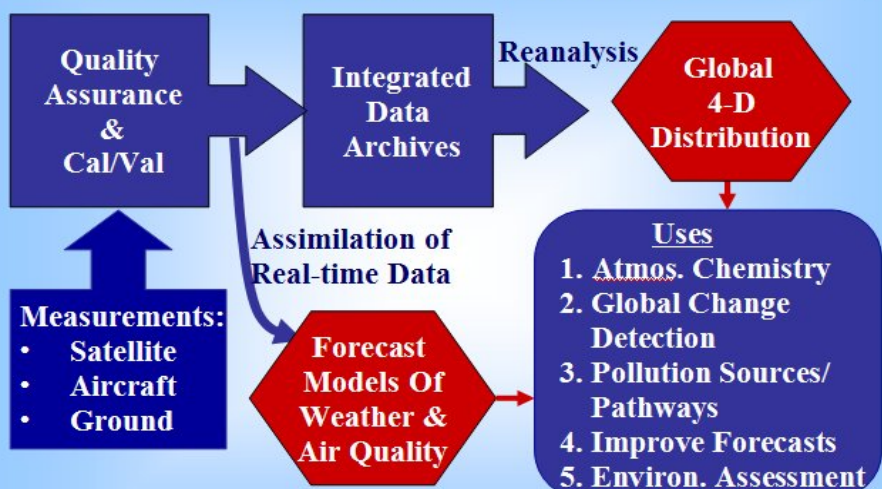 Quality
Assurance
&
Cal/Val
Integrated
Data
Archives
Reanalysis
Global
4-D
Distribution
Assimilation of
Real-time Data
Measurements:
• Satellite
• Aircraft
• Ground
Forecast
Models Of
Weather &
Air Quality
Uses
1. Atmos. Chemistry
2. Global Change
Detection
3. Pollution Sources/
Pathways
4. Improve Forecasts
5. Environ. Assessment